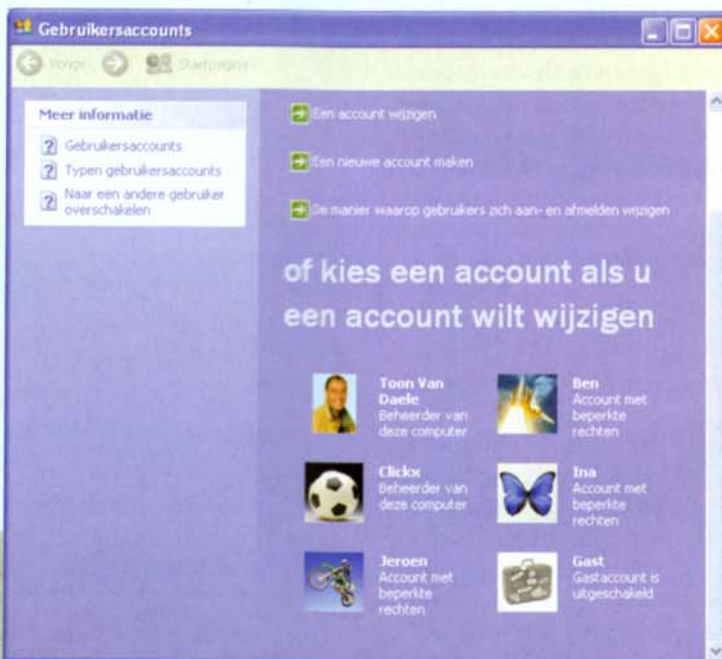 Gebruikersaccounts
Vorige
Startpagina
Meer informatie
Gebruikersaccounts
Typen gebruikersaccounts
Naar een andere gebruiker
overschakelen
Een account wijzigen
Een nieuwe account maken
De manier waarop gebruikers zich aan- en afmelden wijzigen
of kies een account als u
een account wilt wijzigen
Toon Van
Daele
Beheerder van
deze computer
Ben
Account met
beperkte
rechten
Clickx
Beheerder van
deze computer
Ina
Account met
beperkte
rechten
Jeroen
Account met
beperkte
rechten
Gast
Gastaccount is
uitgeschakeld